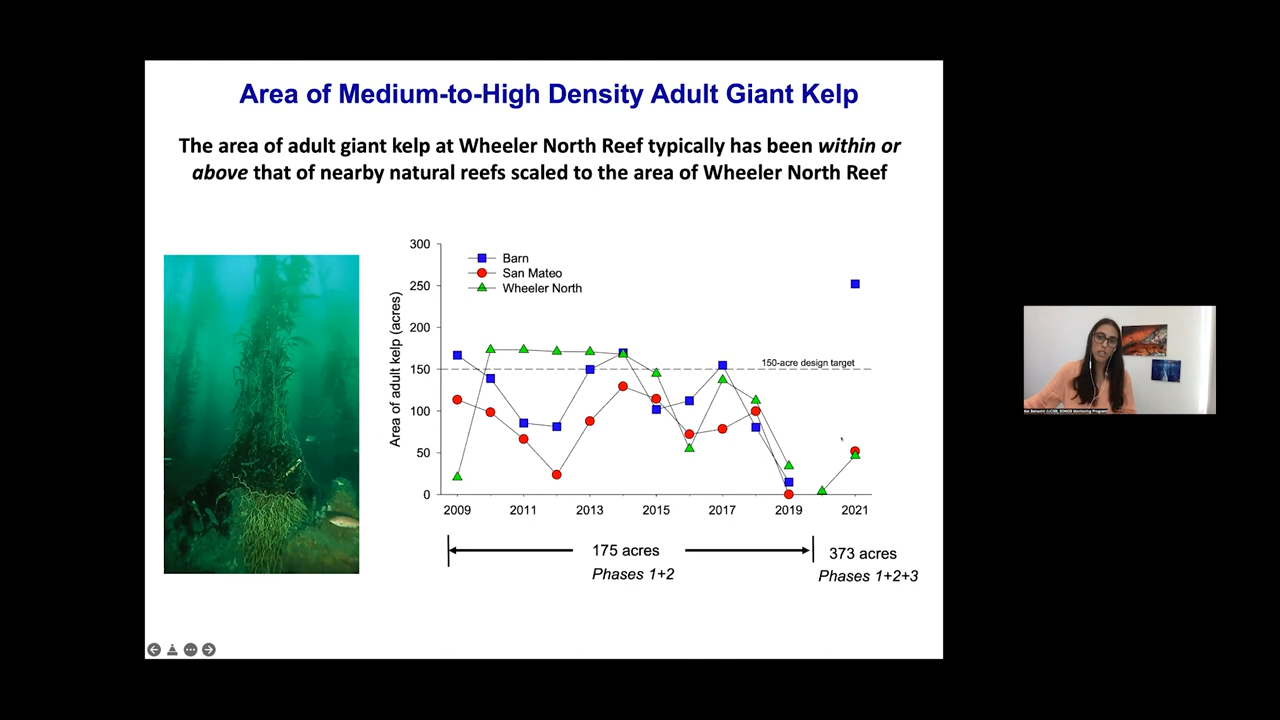 Area of Medium-to-High Density Adult Giant Kelp
The area of adult giant kelp at Wheeler North Reef typically has been within or
above that of nearby natural reefs scaled to the area of Wheeler North Reef
Area of adult kelp (acres)
300
250
200
150
100
50
0
Barn
San Mateo
Wheeler North
150-acre design target
2009
2011
2013
2015
2017
2019
2021
175 acres
Phases 1+2
373 acres
Phases 1+2+3
Monitoring Program